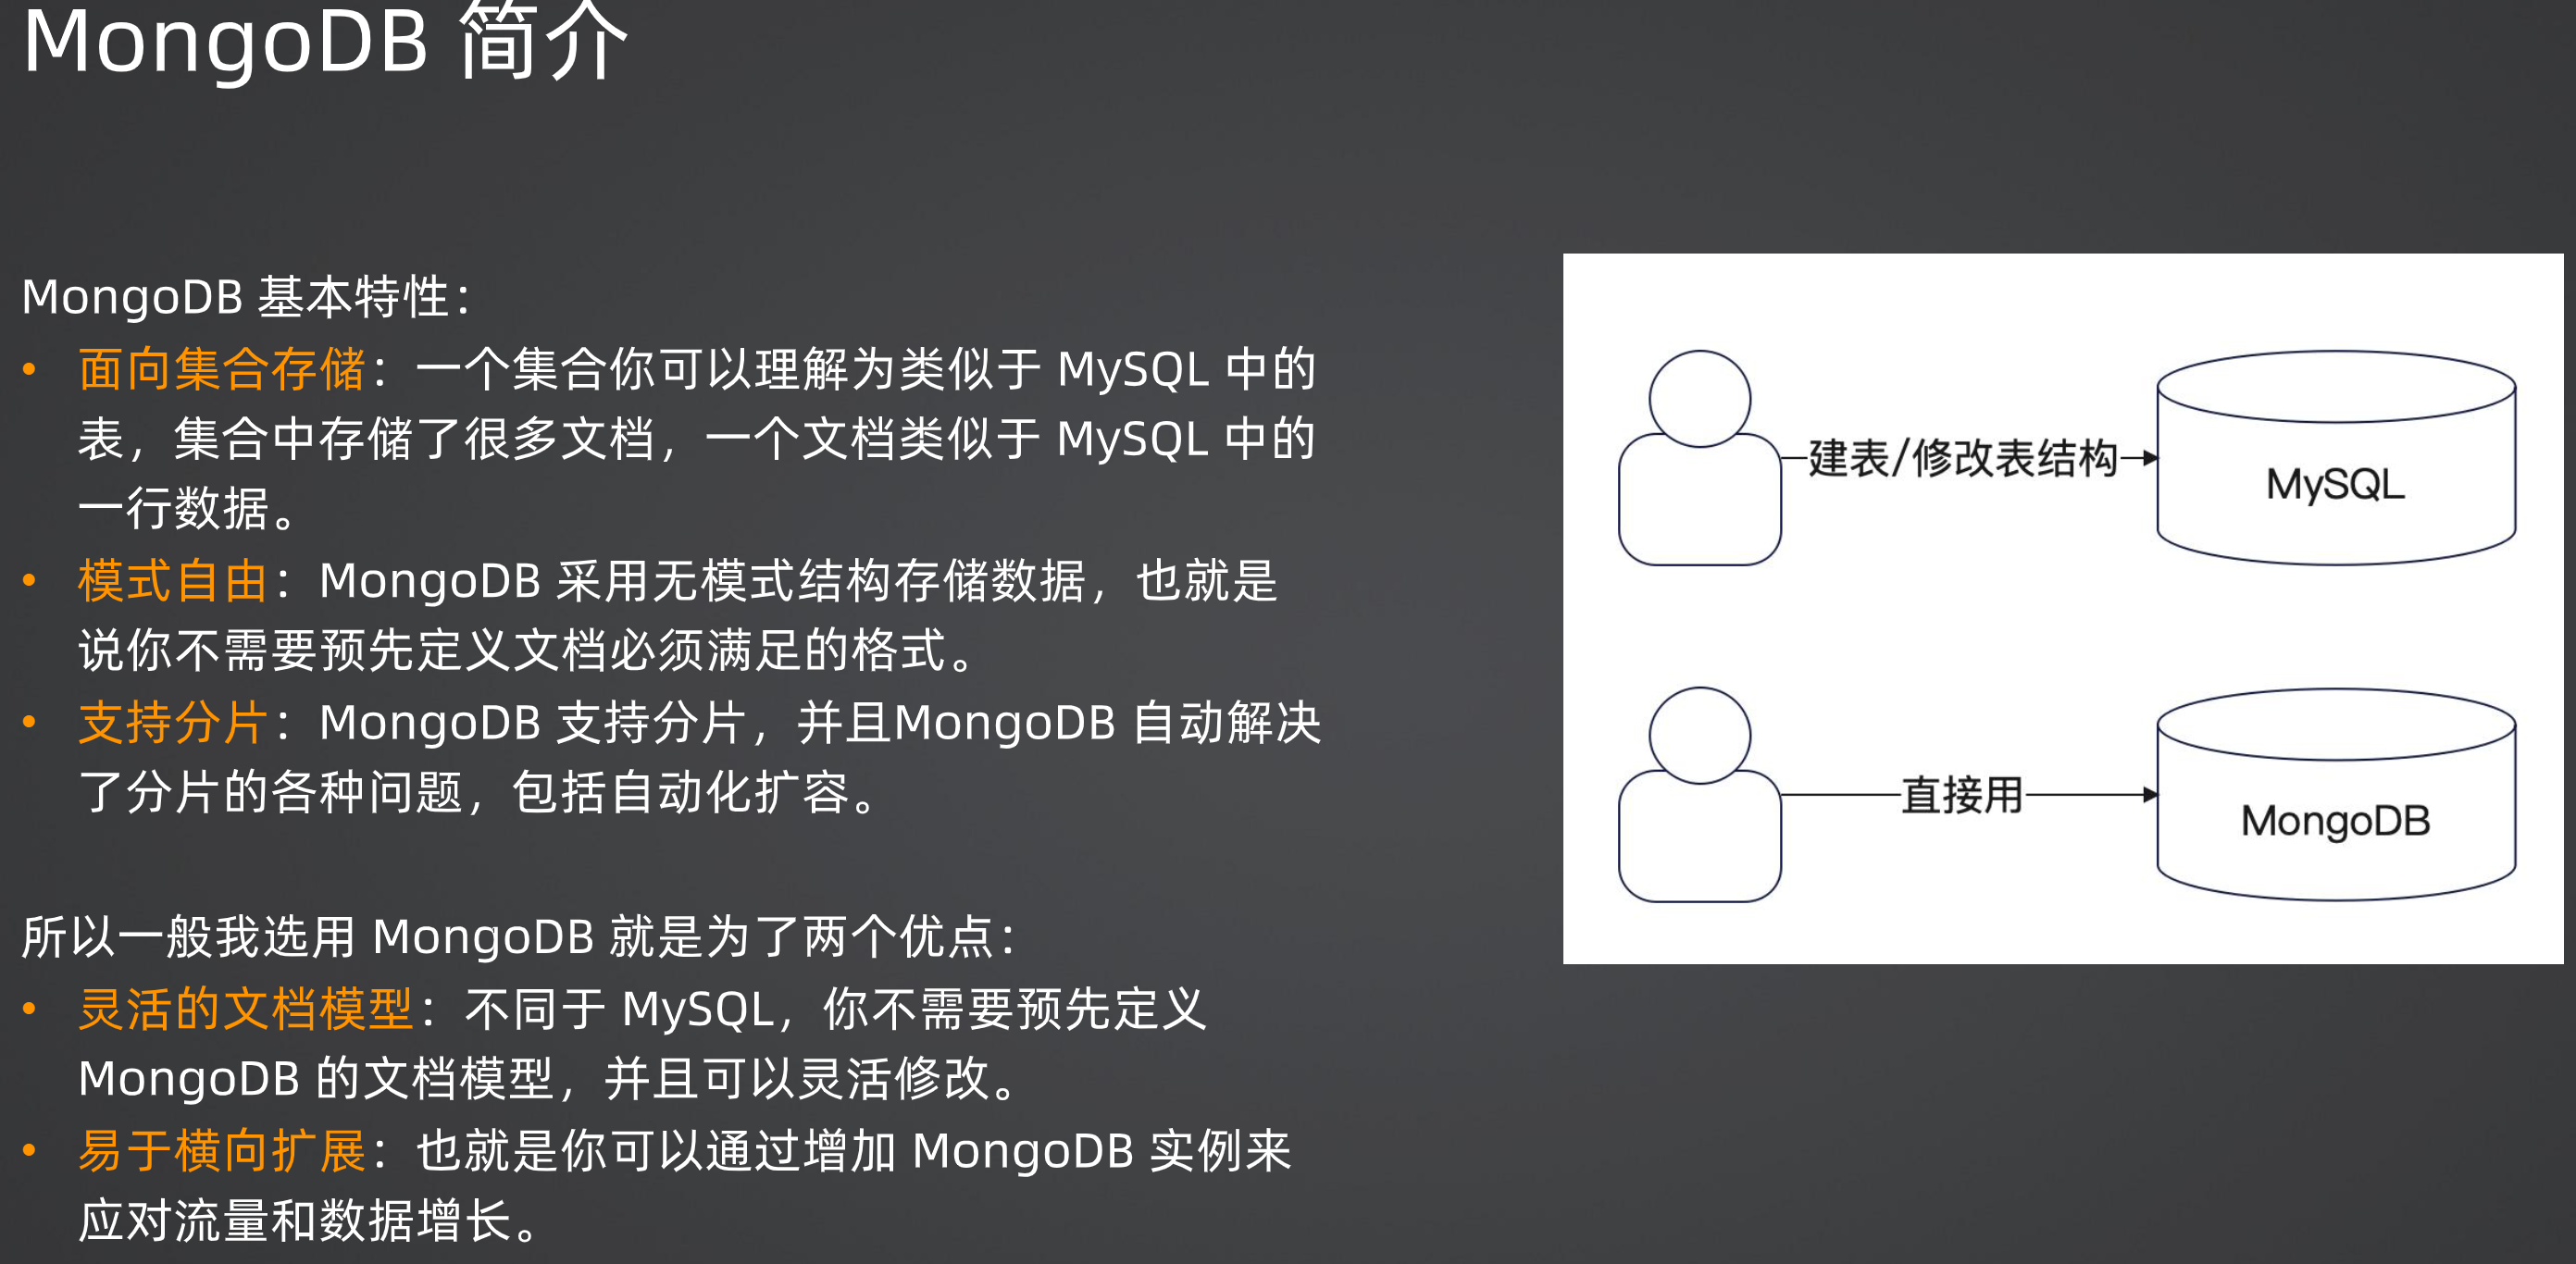 MongoDB 简介
MongoDB 基本特性：
• 面向集合存储：一个集合你可以理解为类似于 MySQL 中的
表，集合中存储了很多文档，一个文档类似于 MySQL 中的
一行数据。
• 模式自由：MongoDB 采用无模式结构存储数据，也就是
说你不需要预先定义文档必须满足的格式。
• 支持分片：MongoDB 支持分片，并且MongoDB 自动解决
了分片的各种问题，包括自动化扩容。
所以一般我选用 MongoDB 就是为了两个优点：
• 灵活的文档模型：不同于 MySQL，你不需要预先定义
MongoDB 的文档模型，并且可以灵活修改。
• 易于横向扩展：也就是你可以通过增加 MongoDB 实例来
应对流量和数据增长。
建表/修改表结构
MySQL
直接用
MongoDB